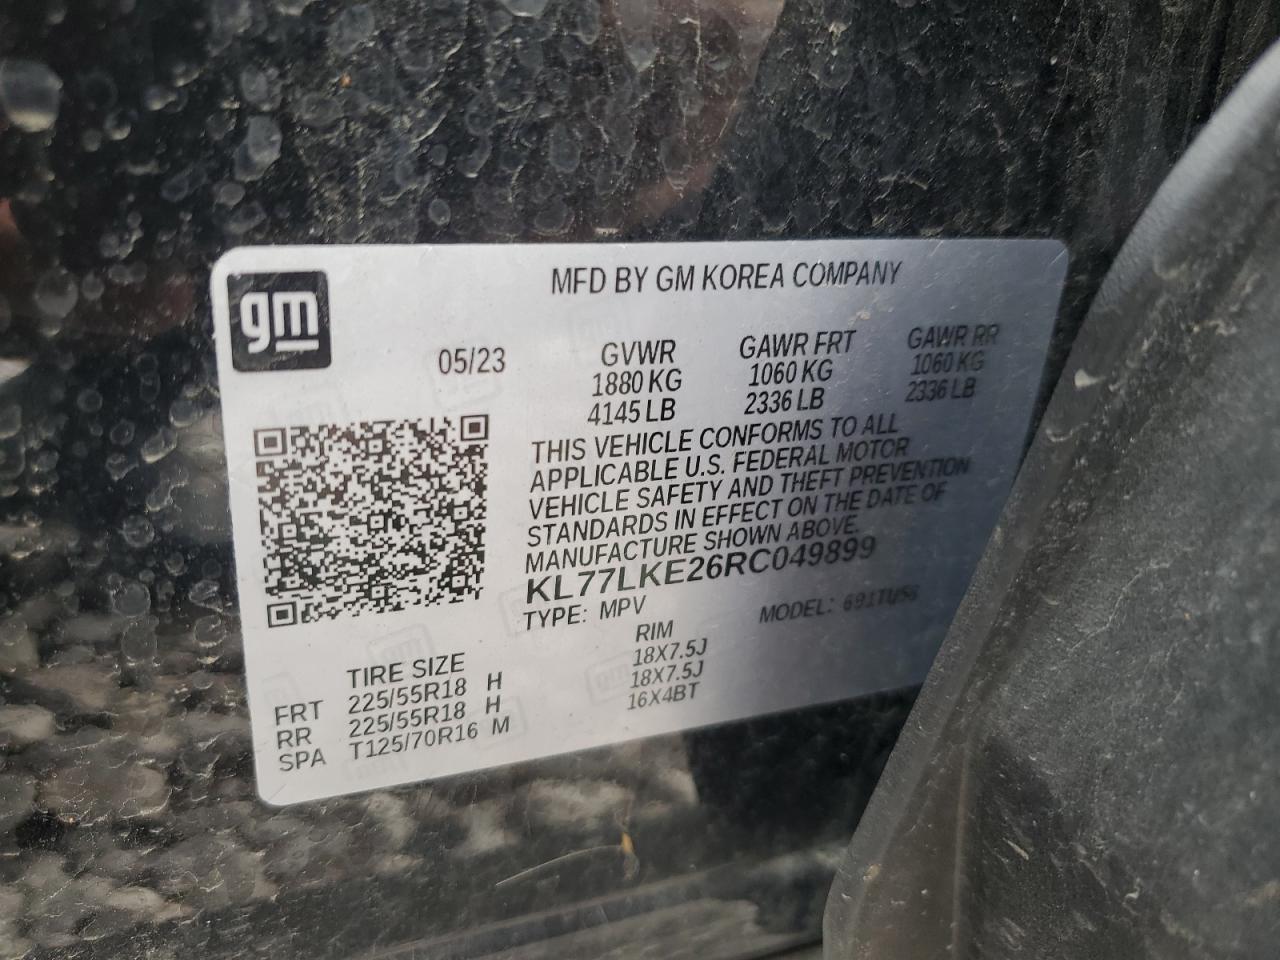 gm
MFD BY GM KOREA COMPANY
05/23
GVWR GAWR FRT GAWR RR
1880 KG 1060 KG 1060 KG
4145 LB 2336 LB 2336 LB
THIS VEHICLE CONFORMS TO ALL
APPLICABLE U.S. FEDERAL MOTOR
VEHICLE SAFETY AND THEFT PREVENTION
STANDARDS IN EFFECT ON THE DATE OF
MANUFACTURE SHOWN ABOVE.
KL77LKE26RC049899
TYPE: MPV MODEL:
TIRE SIZE RIM
FRT 225/55R18 H 18X7.5J
RR 225/55R18 H 18X7.5J
SPA T125/70R16 M 16X4BT